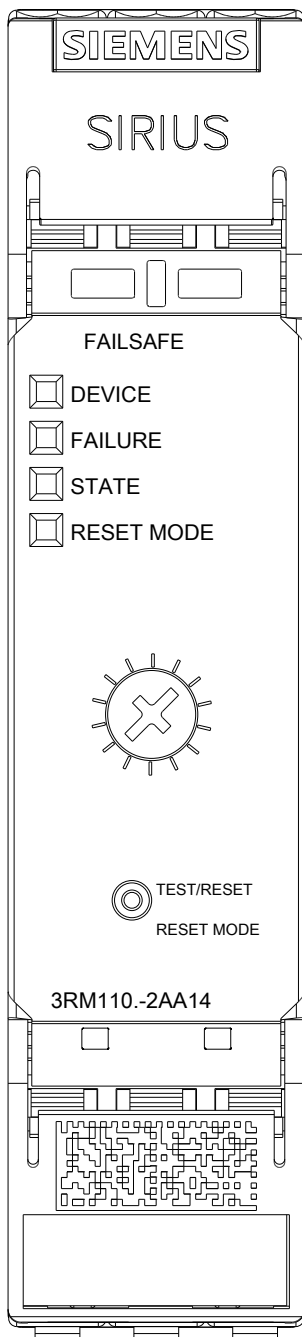 SIEMENS
SIRIUS
FAILSAFE
DEVICE
FAILURE
STATE
RESET MODE
TEST/RESET
RESET MODE
3RM110.-2AA14